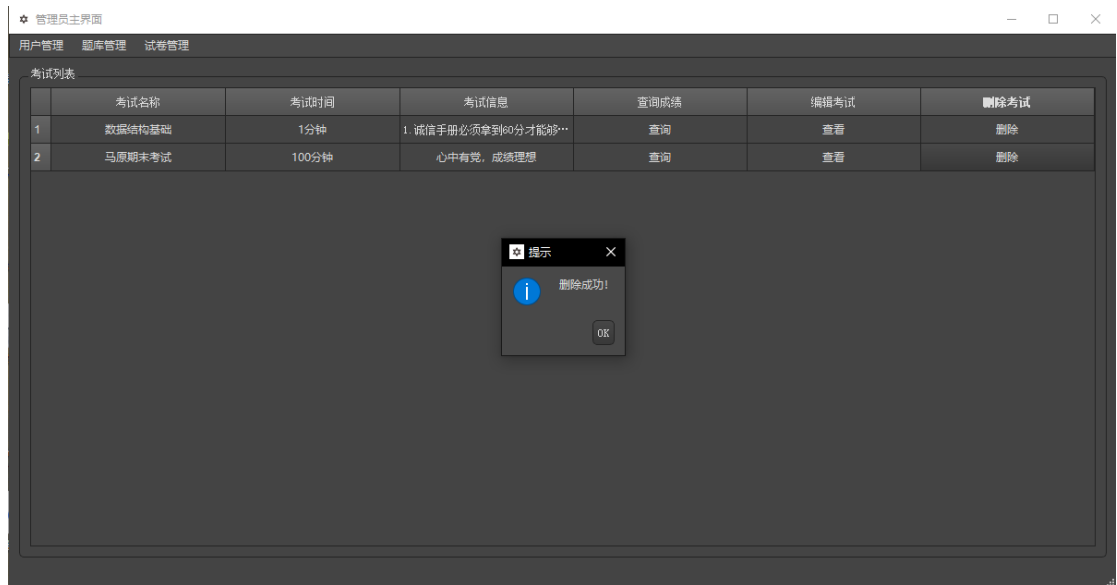 管理员主界面
用户管理 题库管理 试卷管理
考试列表
考试名称 考试时间 考试信息 查询成绩 编辑考试 删除考试
1 数据结构基础 1分钟 1.诚信手册必须拿到60分才能够… 查询 查看 删除
2 马原期末考试 100分钟 心中有党，成绩理想 查询 查看 删除
提示
删除成功!
OK